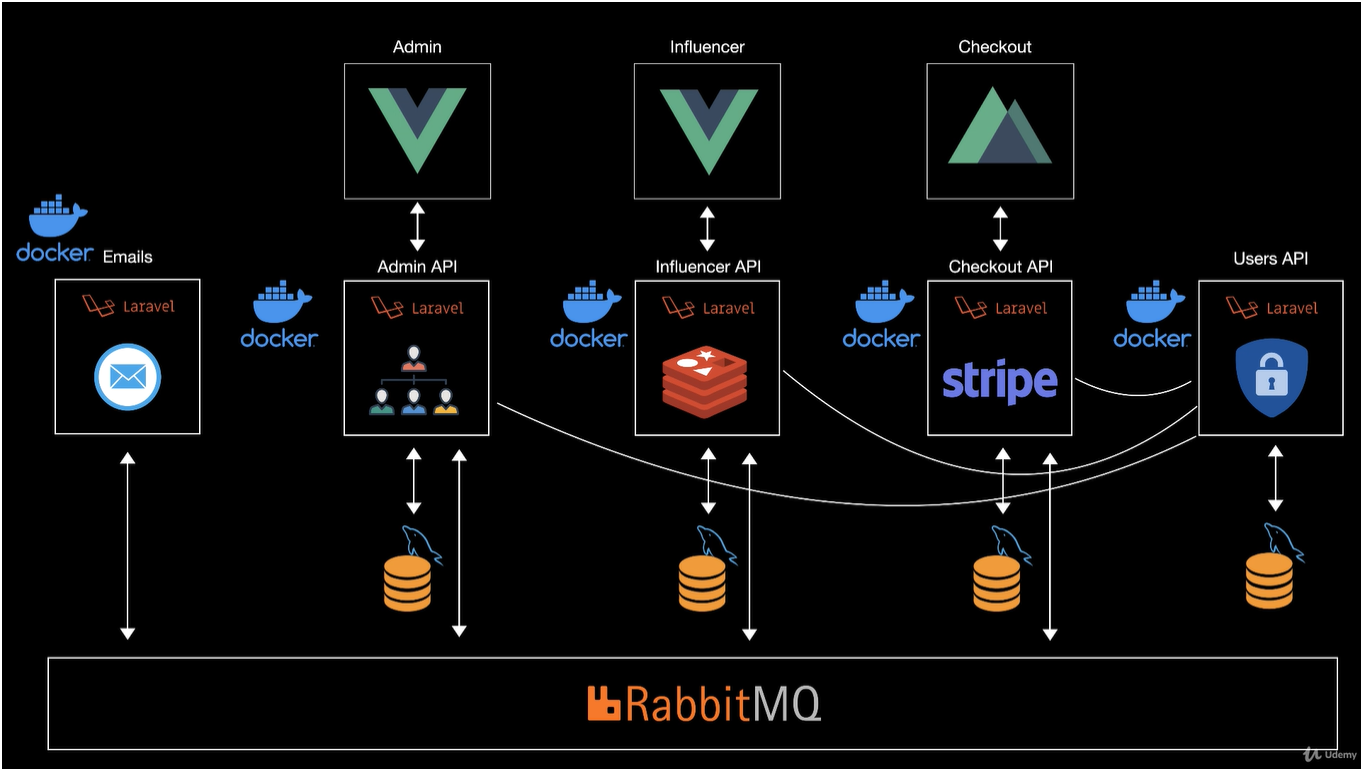 Admin
Influencer
Checkout
docker
Emails
Admin API
Influencer API
Checkout API
Users API
Laravel
Laravel
Laravel
Laravel
Laravel
docker
docker
docker
docker
stripe
RabbitMQ
Udemy